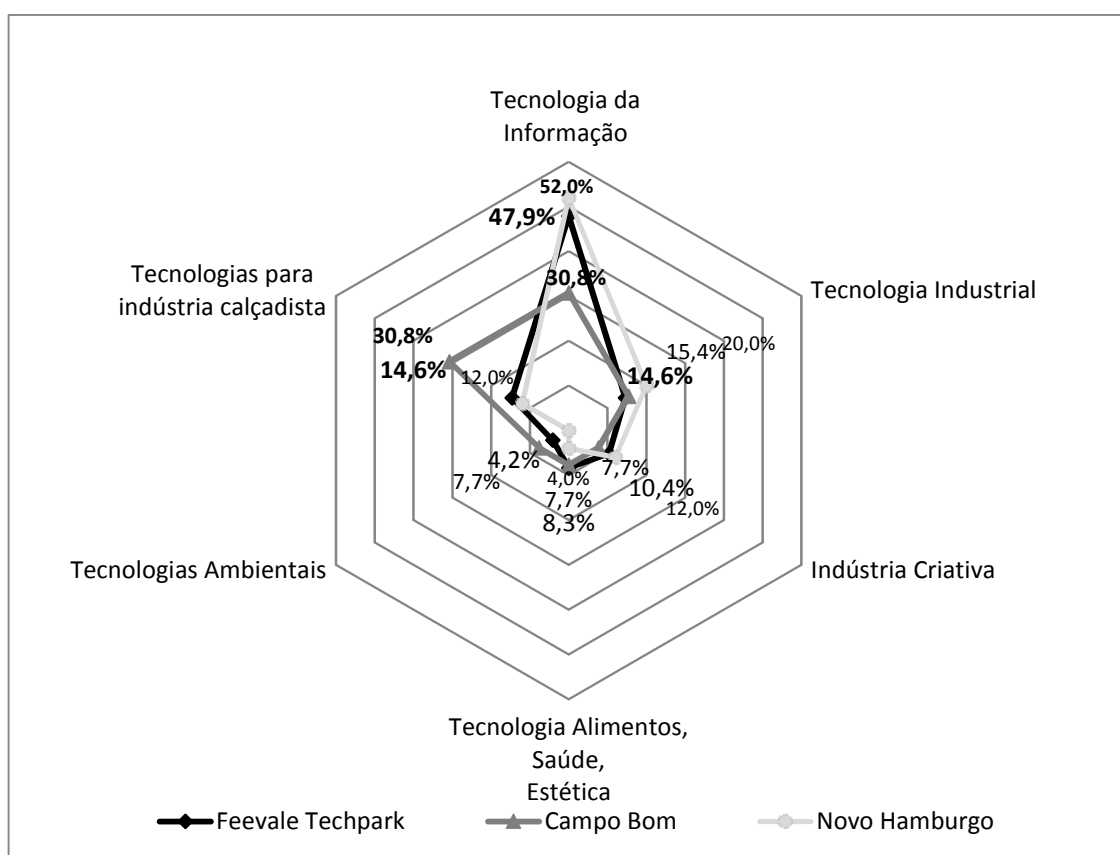 Tecnologia da
Informação
52,0%
47,9%
30,8%
Tecnologias para
indústria calçadista
Tecnologia Industrial
30,8%
14,6%
12,0%
15,4%
20,0%
14,6%
4,2%
7,7%
4,0%
7,7%
8,3%
7,7%
10,4%
12,0%
Tecnologias Ambientais
Indústria Criativa
Tecnologia Alimentos,
Saúde,
Estética
Feevale Techpark
Campo Bom
Novo Hamburgo